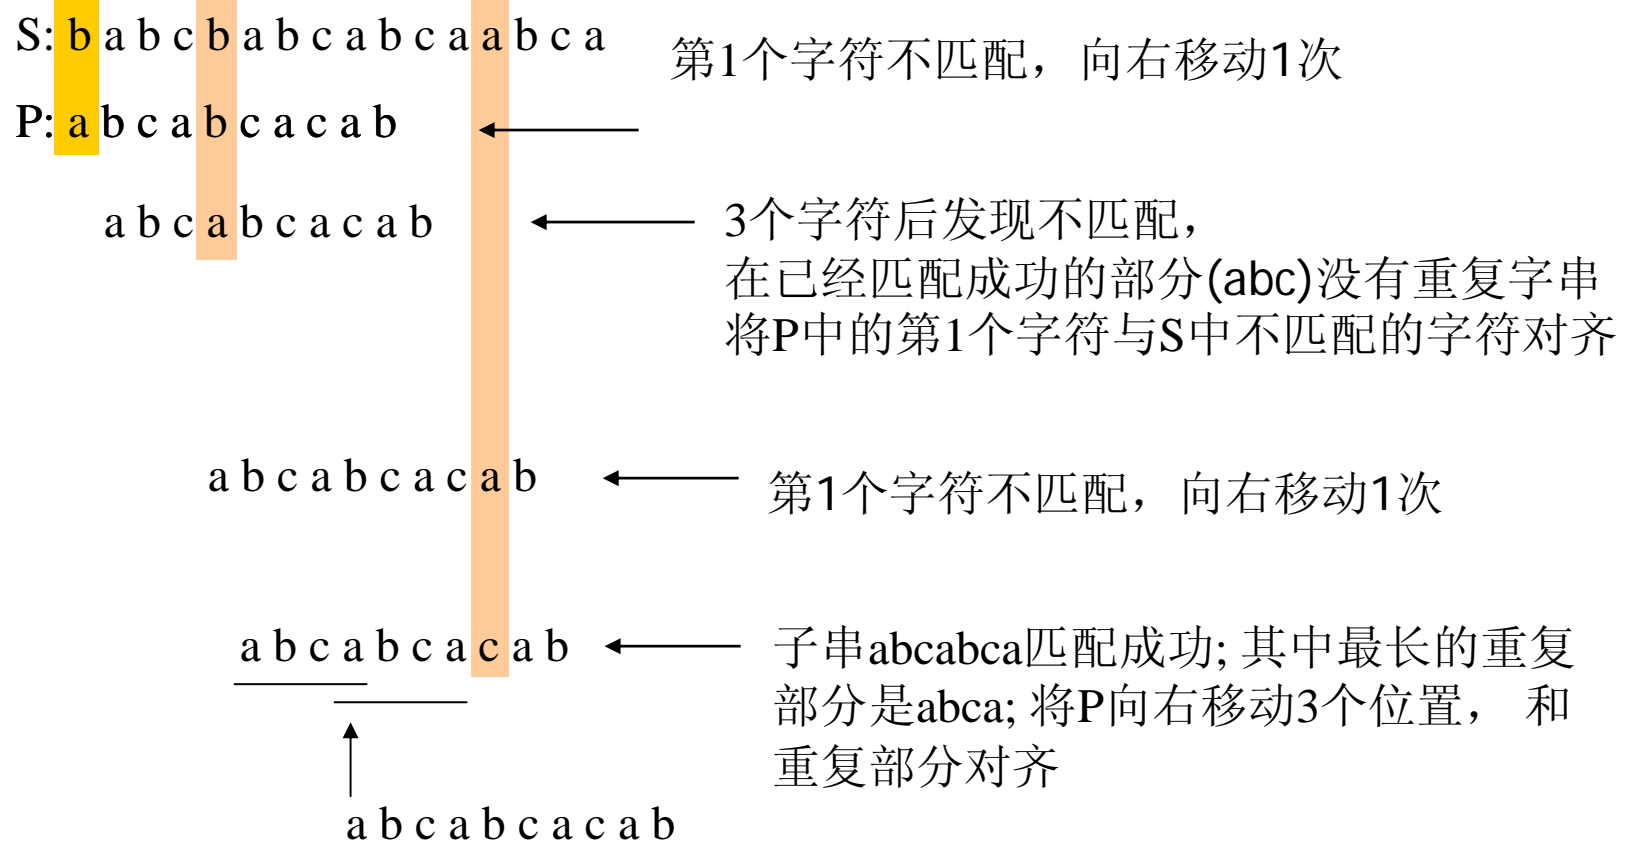 S: b a b c b a b c a b c a a b c a
第1个字符不匹配，向右移动1次
P: a b c a b c a c a b
a b c a b c a c a b
3个字符后发现不匹配，
在已经匹配成功的部分(abc)没有重复字串
将P中的第1个字符与S中不匹配的字符对齐
a b c a b c a c a b
第1个字符不匹配，向右移动1次
a b c a b c a c a b
子串abcabca匹配成功; 其中最长的重复
部分是abca; 将P向右移动3个位置， 和
重复部分对齐
a b c a b c a c a b